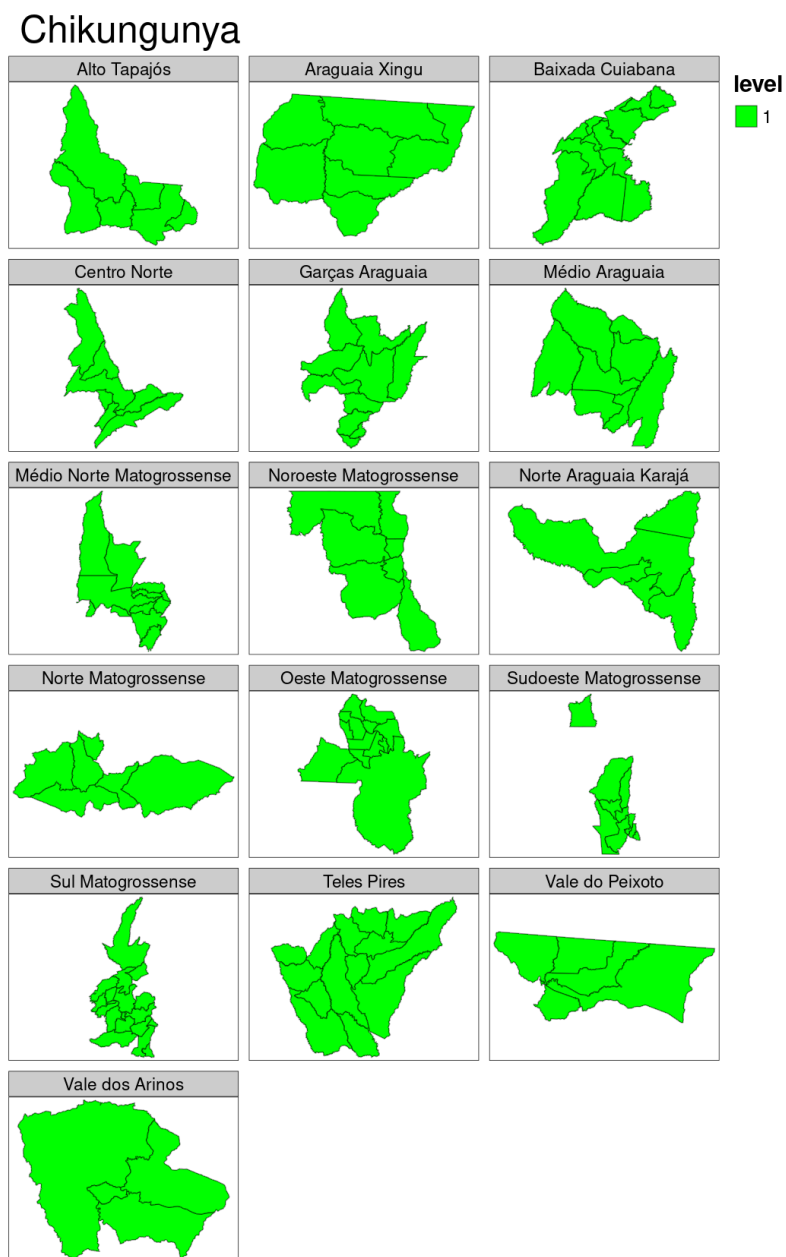 Chikungunya
Alto Tapajós
Araguaia Xingu
Baixada Cuiabana
level
1
Centro Norte
Garças Araguaia
Médio Araguaia
Médio Norte Matogrossense
Noroeste Matogrossense
Norte Araguaia Karajá
Norte Matogrossense
Oeste Matogrossense
Sudoeste Matogrossense
Sul Matogrossense
Teles Pires
Vale do Peixoto
Vale dos Arinos